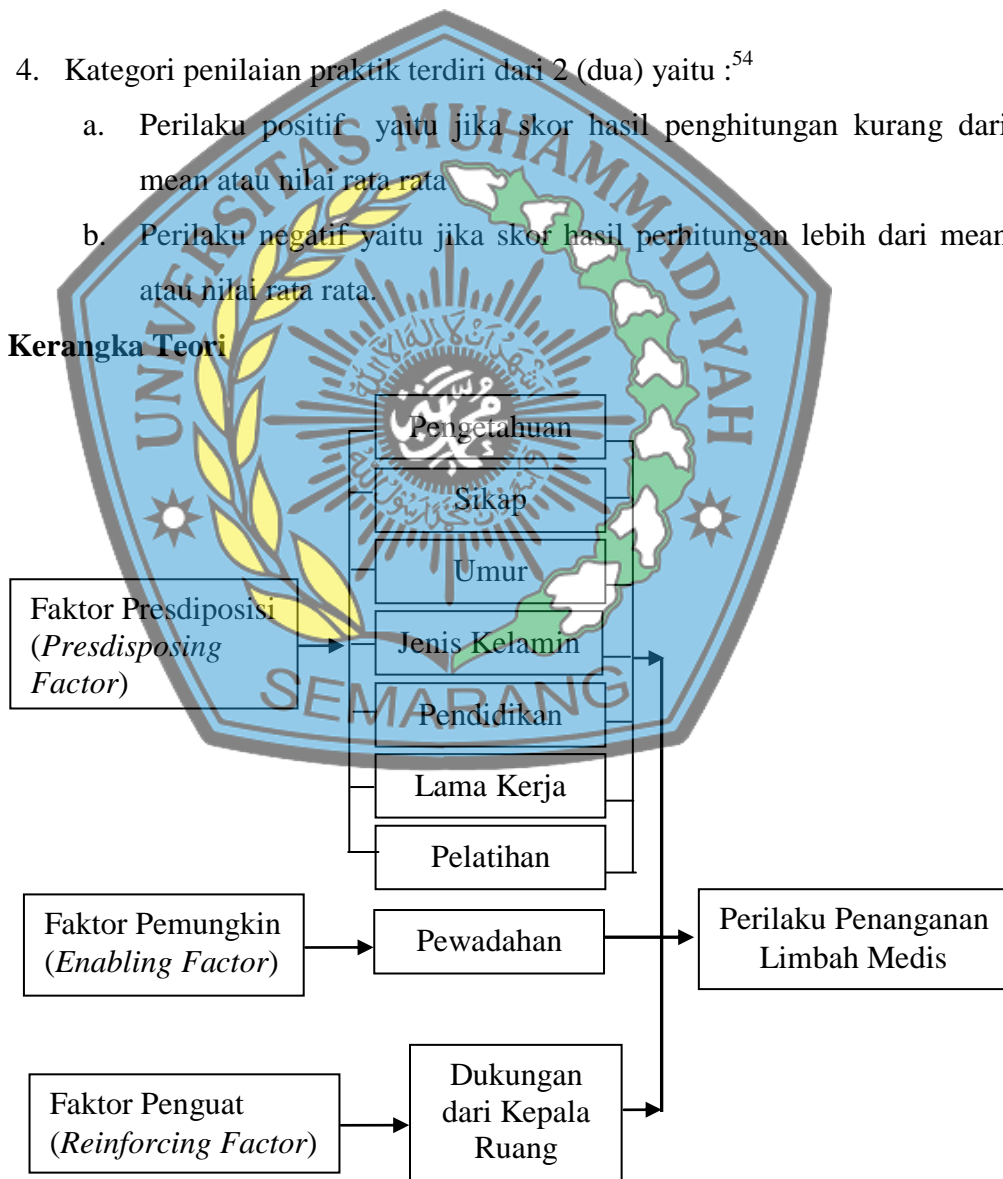 4. Kategori penilaian praktik terdiri dari 2 (dua) yaitu :54
a. Perilaku positif yaitu jika skor hasil penghitungan kurang dari
mean atau nilai rata rata
b. Perilaku negatif yaitu jika skor hasil perhitungan lebih dari mean
atau nilai rata rata.
Kerangka Teori
UNIVERSITAS MUHAMMADIYAH
SEMARANG
Faktor Presdiposisi
(Presdisposing
Factor)
Pengetahuan
Sikap
Umur
Jenis Kelamin
Pendidikan
Lama Kerja
Pelatihan
Faktor Pemungkin
(Enabling Factor)
Pewadahan
Perilaku Penanganan
Limbah Medis
Faktor Penguat
(Reinforcing Factor)
Dukungan
dari Kepala
Ruang